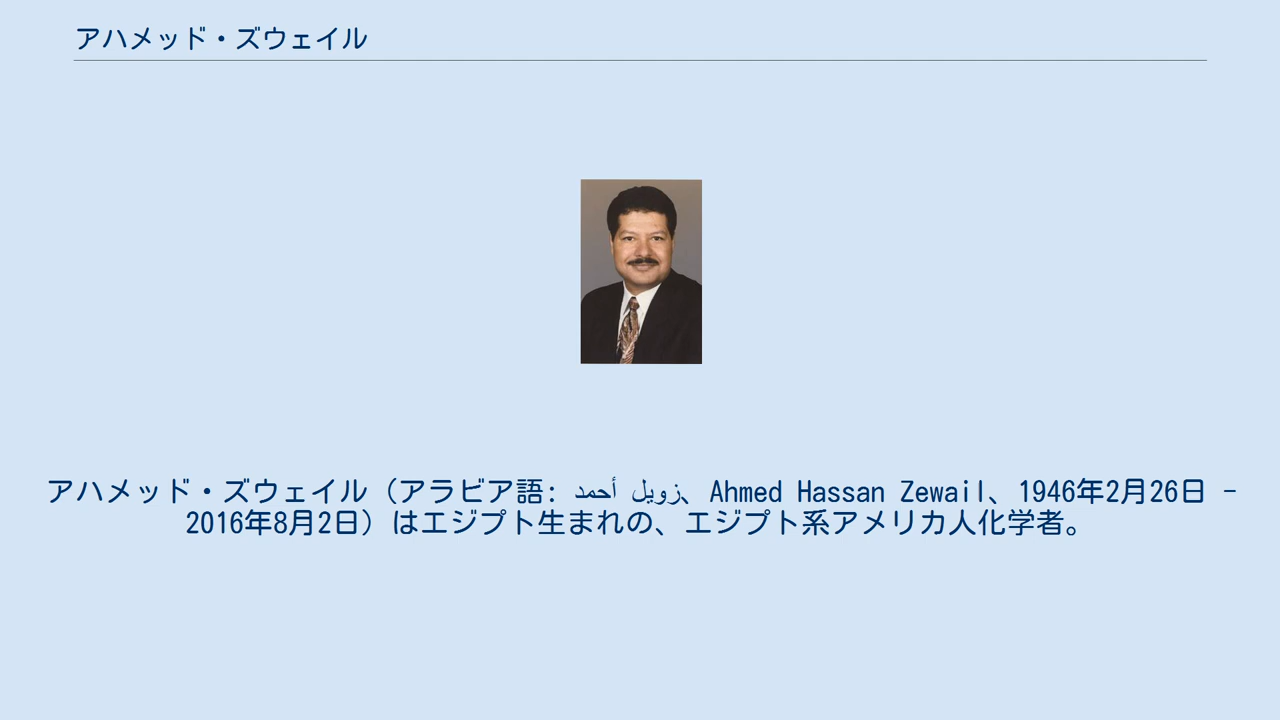 アハメッド・ズウェイル
アハメッド・ズウェイル（アラビア語: أحمد زويل、Ahmed Hassan Zewail、1946年2月26日 -
2016年8月2日）はエジプト生まれの、エジプト系アメリカ人化学者。